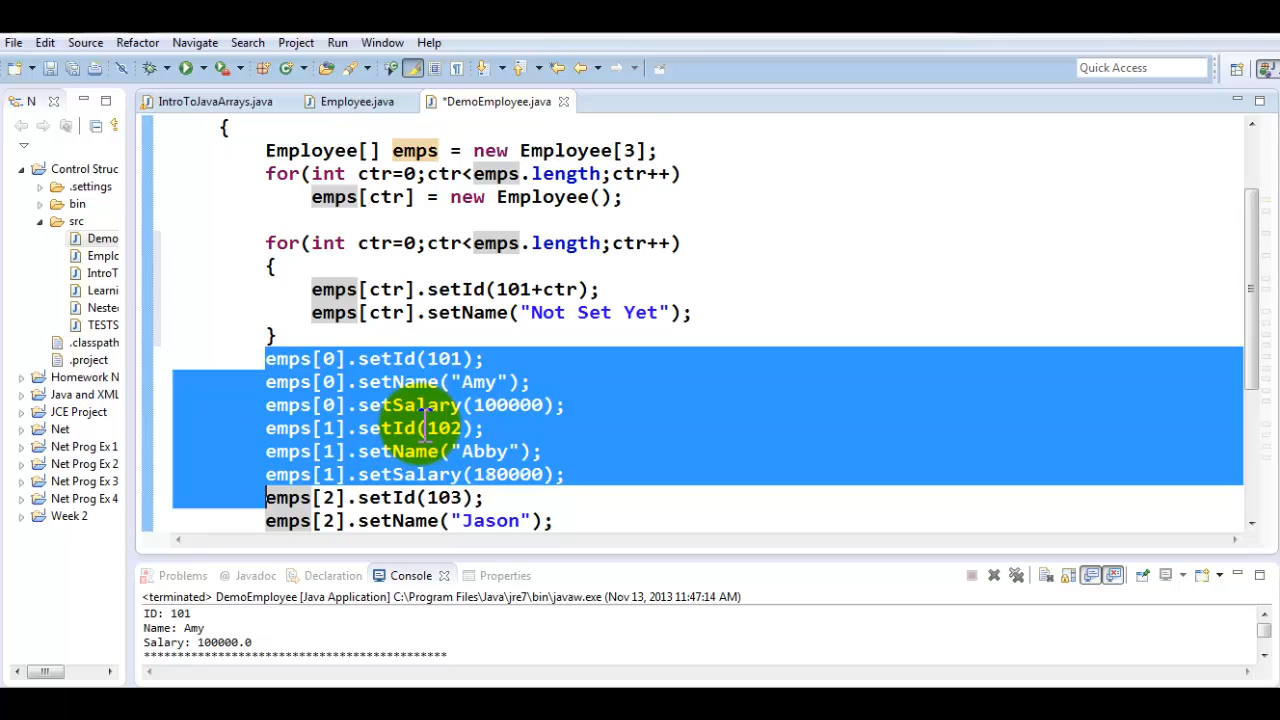 File Edit Source Refactor Navigate Search Project Run Window Help
Quick Access
N
IntroToJavaArrays.java Employee.java *DemoEmployee.java
Control Struc
.settings
bin
src
Demo
Emplo
IntroT
Learni
Nested
TESTS
.classpath
.project
Homework N
Java and XML
JCE Project
Net
Net Prog Ex 1
Net Prog Ex 2
Net Prog Ex 3
Net Prog Ex 4
Week 2
{
Employee[] emps = new Employee[3];
for(int ctr=0;ctr<emps.length;ctr++)
emps[ctr] = new Employee();
for(int ctr=0;ctr<emps.length;ctr++)
{
emps[ctr].setId(101+ctr);
emps[ctr].setName("Not Set Yet");
}
emps[0].setId(101);
emps[0].setName("Amy");
emps[0].setSalary(100000);
emps[1].setId(102);
emps[1].setName("Abby");
emps[1].setSalary(180000);
emps[2].setId(103);
emps[2].setName("Jason");
Problems @ Javadoc Declaration Console Properties
<terminated> DemoEmployee [Java Application] C:\Program Files\Java\jre7\bin\javaw.exe (Nov 13, 2013 11:47:14 AM)
ID: 101
Name: Amy
Salary: 100000.0
*********************************************